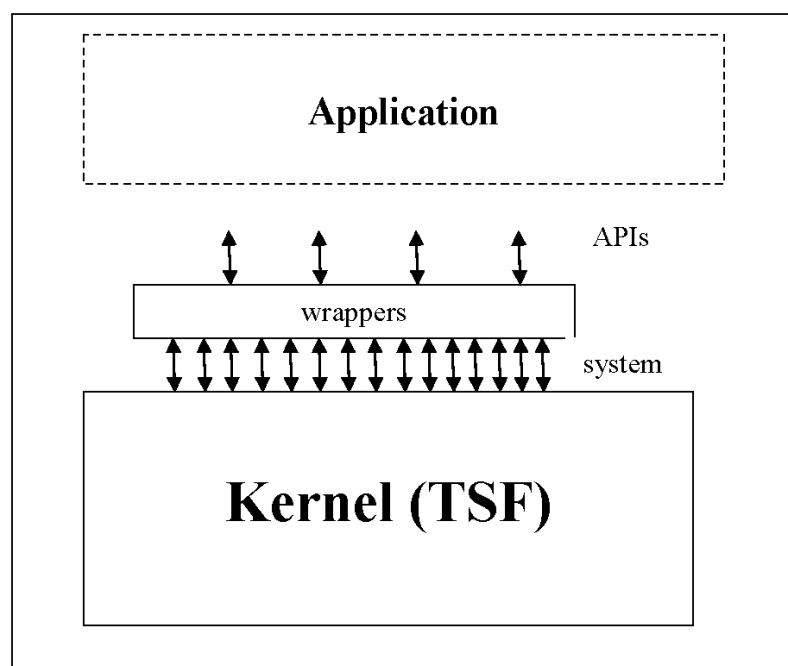 Application
APIs
wrappers
system
Kernel (TSF)